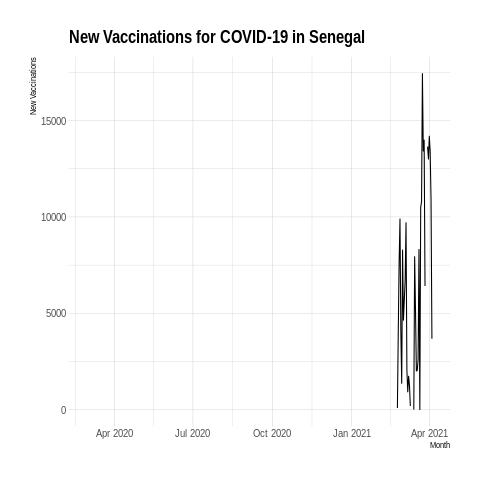 New Vaccinations for COVID-19 in Senegal
New Vaccinations
15000
10000
5000
0
Apr 2020 Jul 2020 Oct 2020 Jan 2021 Apr 2021
Month